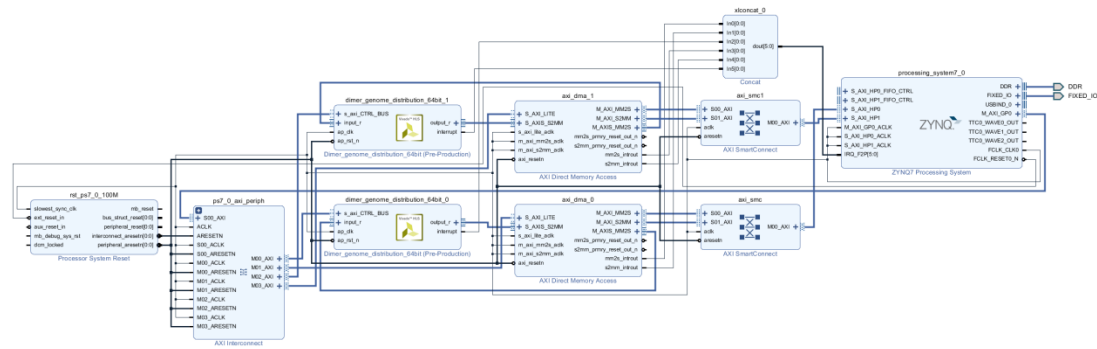 xlconcat_0
In0[0:0]
In1[0:0]
In2[0:0]
In3[0:0]
In4[0:0]
In5[0:0]
dout[5:0]
Concat
dimer_genome_distribution_64bit_1
s_axi_CTRL_BUS
input_r
ap_clk
ap_rst_n
output_r
interrupt
Dimer_genome_distribution_64bit (Pre-Production)
axi_dma_1
S_AXI_LITE
S_AXIS_S2MM
s_axi_lite_aclk
m_axi_mm2s_aclk
m_axi_s2mm_aclk
axi_resetn
M_AXI_MM2S
M_AXI_S2MM
M_AXIS_MM2S
mm2s_prmry_reset_out_n
s2mm_prmry_reset_out_n
mm2s_introut
s2mm_introut
AXI Direct Memory Access
axi_smc1
S00_AXI
S01_AXI
aclk
aresetn
M00_AXI
AXI SmartConnect
processing_system7_0
S_AXI_HP0_FIFO_CTRL
S_AXI_HP1_FIFO_CTRL
S_AXI_HP0
S_AXI_HP1
M_AXI_GP0_ACLK
S_AXI_HP0_ACLK
S_AXI_HP1_ACLK
IRQ_F2P[5:0]
ZYNQ
DDR
FIXED_IO
USBIND_0
M_AXI_GP0
TTC0_WAVE0_OUT
TTC0_WAVE1_OUT
TTC0_WAVE2_OUT
FCLK_CLK0
FCLK_RESET0_N
ZYNQ7 Processing System
DDR
FIXED_IO
rst_ps7_0_100M
slowest_sync_clk
ext_reset_in
aux_reset_in
mb_debug_sys_rst
dcm_locked
mb_reset
bus_struct_reset[0:0]
peripheral_reset[0:0]
interconnect_aresetn[0:0]
peripheral_aresetn[0:0]
Processor System Reset
ps7_0_axi_periph
S00_AXI
ACLK
ARESETN
S00_ACLK
S00_ARESETN
M00_ACLK
M00_ARESETN
M01_ACLK
M01_ARESETN
M02_ACLK
M02_ARESETN
M03_ACLK
M03_ARESETN
M00_AXI
M01_AXI
M02_AXI
M03_AXI
AXI Interconnect
dimer_genome_distribution_64bit_0
s_axi_CTRL_BUS
input_r
ap_clk
ap_rst_n
output_r
interrupt
Dimer_genome_distribution_64bit (Pre-Production)
axi_dma_0
S_AXI_LITE
S_AXIS_S2MM
s_axi_lite_aclk
m_axi_mm2s_aclk
m_axi_s2mm_aclk
axi_resetn
M_AXI_MM2S
M_AXI_S2MM
M_AXIS_MM2S
mm2s_prmry_reset_out_n
s2mm_prmry_reset_out_n
mm2s_introut
s2mm_introut
AXI Direct Memory Access
axi_smc
S00_AXI
S01_AXI
aclk
aresetn
M00_AXI
AXI SmartConnect